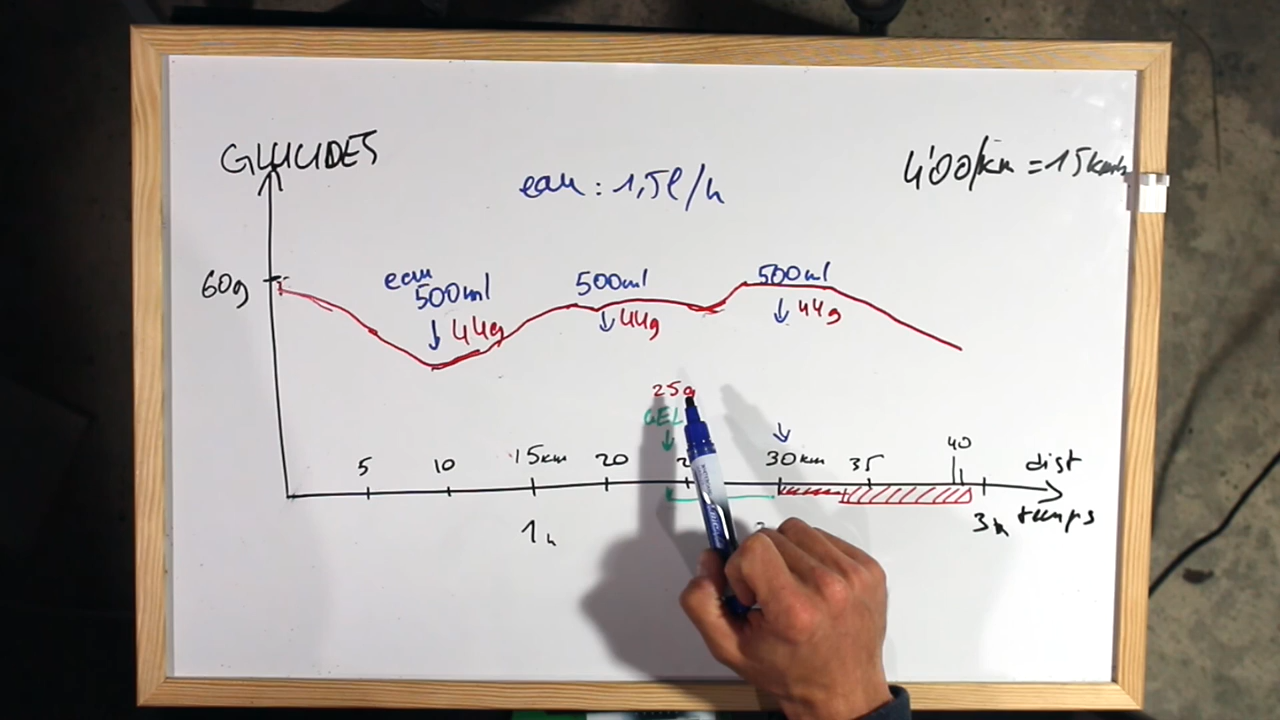 GLUCIDES
4'00/km = 15km/h
eau : 1,5l/h
60g
eau
500ml
44g
500ml
44g
500ml
44g
25g
GEL
5
10
15km
20
30km
35
40
dist
1h
3h
temps